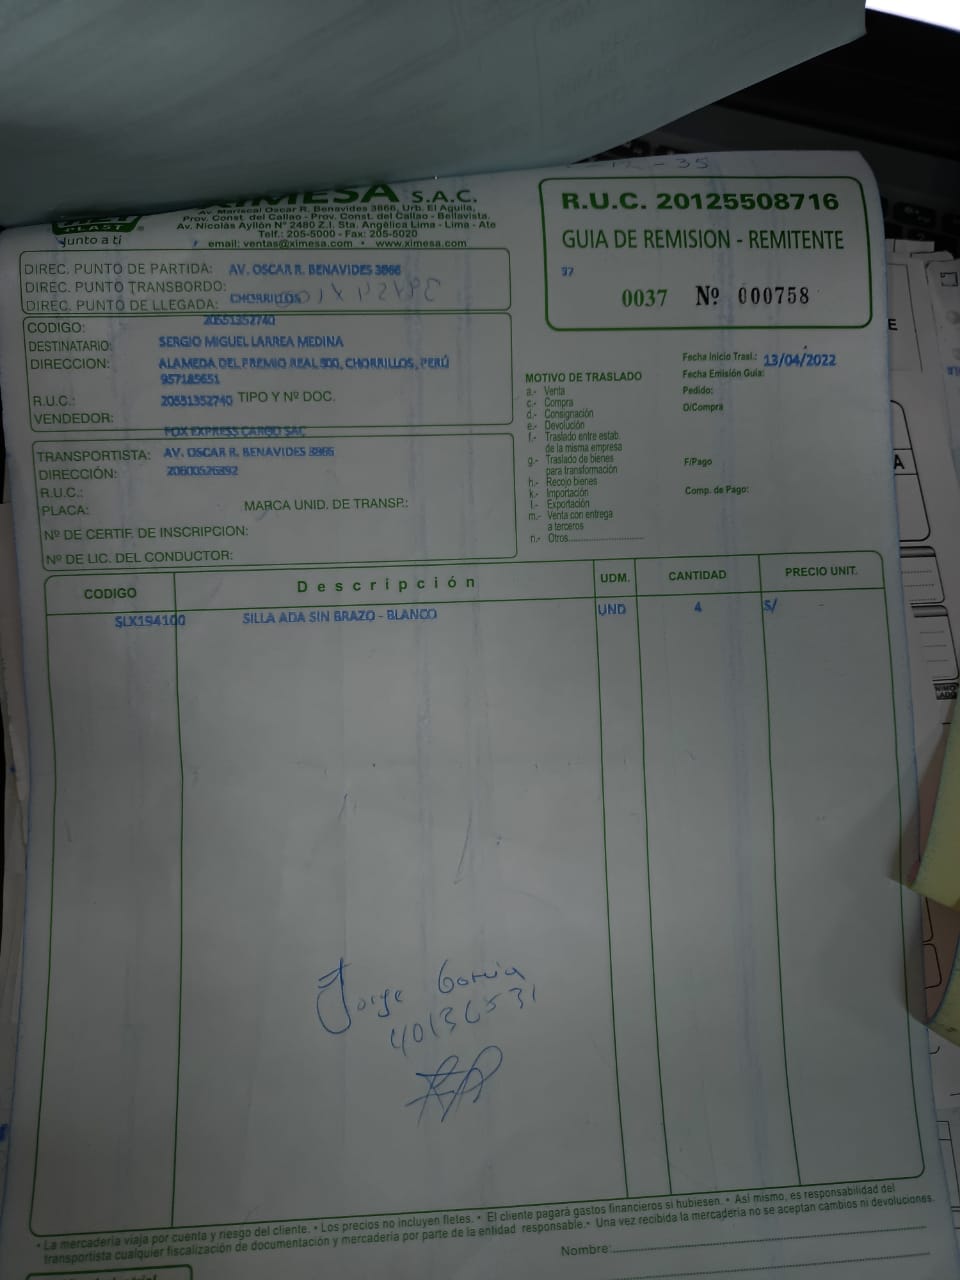 XIMESA S.A.C.
PLAST ®
Junto a ti
Av. Mariscal Oscar R. Benavides 3866, Urb. El Aguila,
Prov. Const. del Callao - Prov. Const. del Callao - Bellavista.
Av. Nicolás Ayllón Nº 2480 Z.I. Sta. Angélica Lima - Lima - Ate
Telf.: 205-5000 - Fax: 205-5020
email: ventas@ximesa.com • www.ximesa.com
R.U.C. 20125508716
GUIA DE REMISION - REMITENTE
37
0037 Nº 000758
DIREC. PUNTO DE PARTIDA: AV. OSCAR R. BENAVIDES 3866
DIREC. PUNTO TRANSBORDO:
DIREC. PUNTO DE LLEGADA: CHORRILLOS
CODIGO: 20551352740
DESTINATARIO: SERGIO MIGUEL LARREA MEDINA
DIRECCION: ALAMEDA DEL PREMIO REAL 500, CHORRILLOS, PERÚ
957185651
R.U.C.: 20551352740 TIPO Y Nº DOC.
VENDEDOR:
FOX EXPRESS CARGO SAC
TRANSPORTISTA: AV. OSCAR R. BENAVIDES 3866
DIRECCIÓN: 20600526392
R.U.C.:
PLACA: MARCA UNID. DE TRANSP.:
Nº DE CERTIF. DE INSCRIPCION:
Nº DE LIC. DEL CONDUCTOR:
MOTIVO DE TRASLADO
a.- Venta
c.- Compra
d.- Consignación
e.- Devolución
f.- Traslado entre estab.
de la misma empresa
g.- Traslado de bienes
para transformación
h.- Recojo bienes
k.- Importación
l.- Exportación
m.- Venta con entrega
a terceros
n.- Otros
Fecha Inicio Trasl.: 13/04/2022
Fecha Emisión Guía:
Pedido:
O/Compra
F/Pago
Comp. de Pago:
CODIGO Descripción UDM. CANTIDAD PRECIO UNIT.
SLX194100 SILLA ADA SIN BRAZO - BLANCO UND 4 S/ -
Jorge Garcia
40136531
• La mercadería viaja por cuenta y riesgo del cliente. • Los precios no incluyen fletes. • El cliente pagará gastos financieros si hubiesen. • Asi mismo, es responsabilidad del
transportista cualquier fiscalización de documentación y mercadería por parte de la entidad responsable. • Una vez recibida la mercadería no se aceptan cambios ni devoluciones.
Nombre: